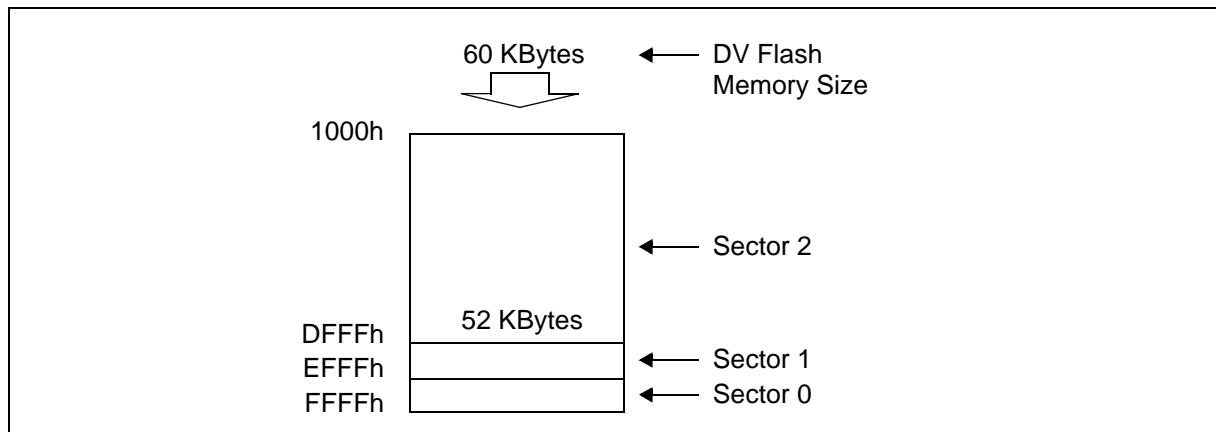 60 KBytes
DV Flash
Memory Size
1000h
Sector 2
52 KBytes
DFFFh
Sector 1
EFFFh
Sector 0
FFFFh